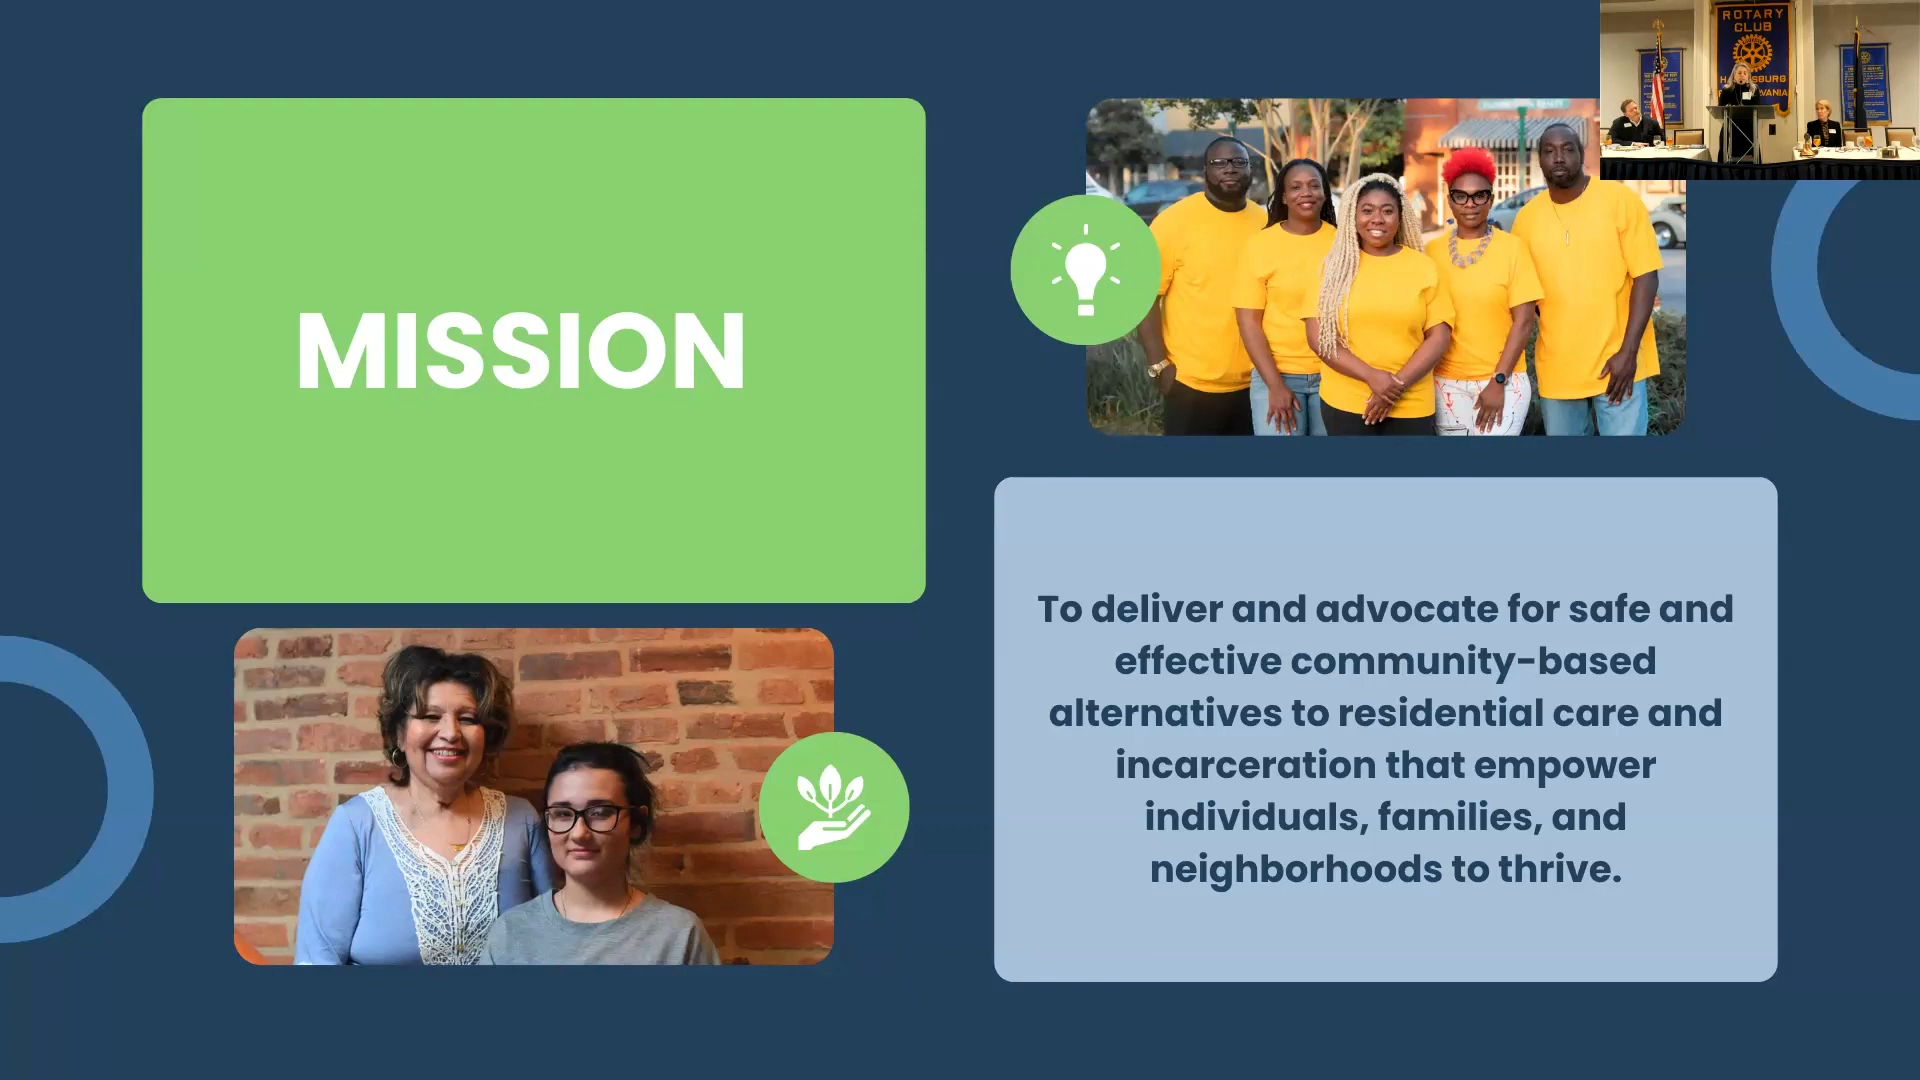 MISSION
To deliver and advocate for safe and
effective community-based
alternatives to residential care and
incarceration that empower
individuals, families, and
neighborhoods to thrive.
ROTARY
CLUB